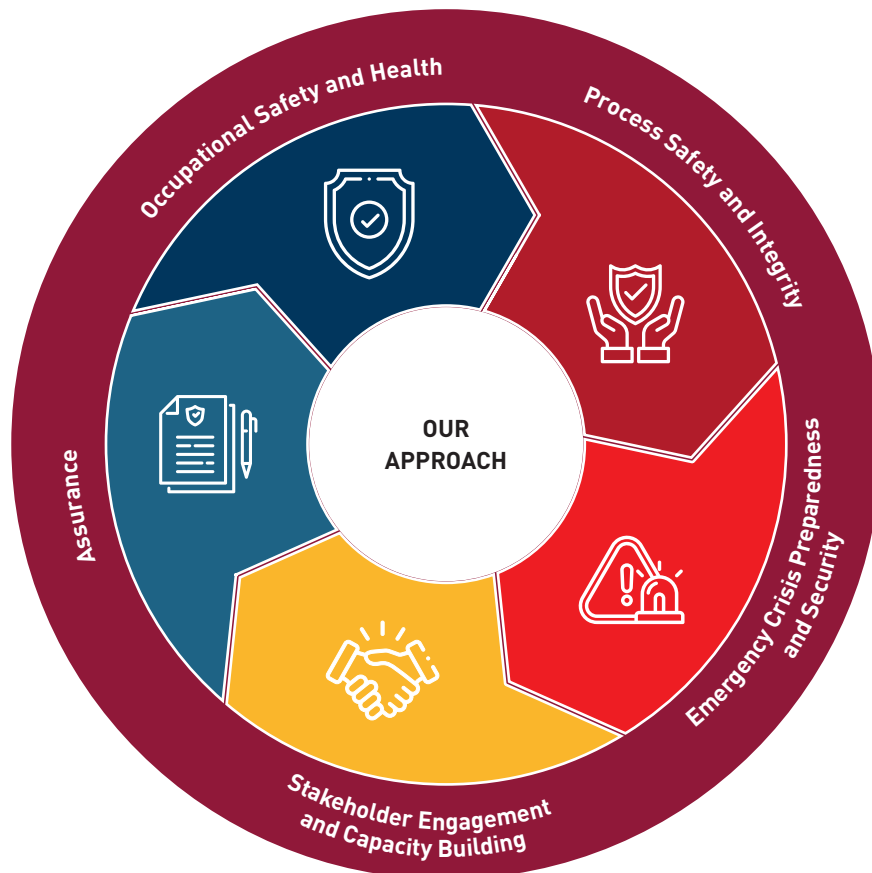 Occupational Safety and Health
Process Safety and Integrity
Emergency Crisis Preparedness
and Security
Stakeholder Engagement
and Capacity Building
Assurance
OUR
APPROACH